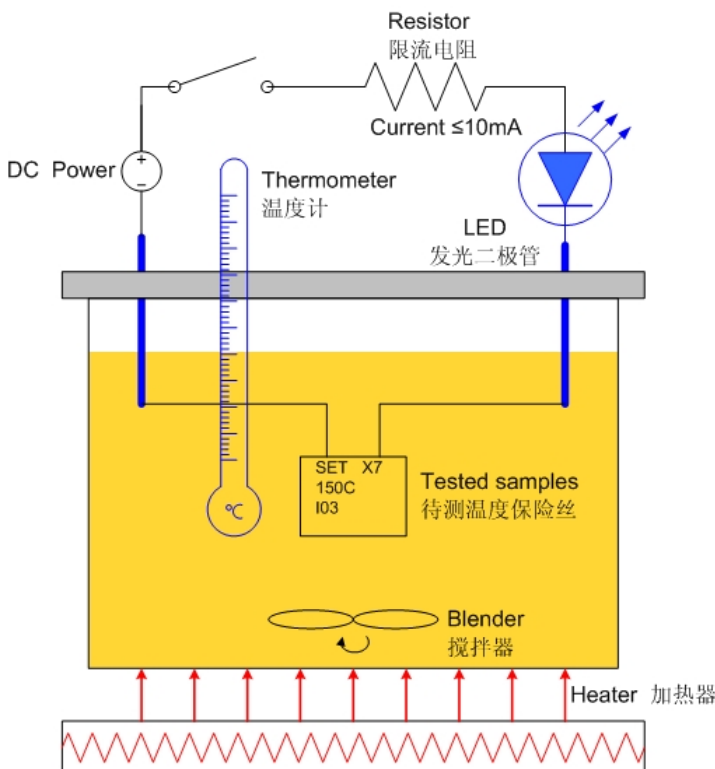 Resistor
限流电阻
Current ≤10mA
DC Power
+
−
Thermometer
温度计
LED
发光二极管
SET X7
150C
I03
Tested samples
待测温度保险丝
℃
Blender
搅拌器
Heater 加热器